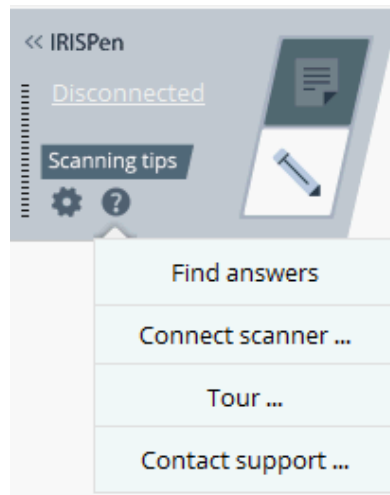 << IRISPen
Disconnected
Scanning tips
?
Find answers
Connect scanner ...
Tour ...
Contact support ...